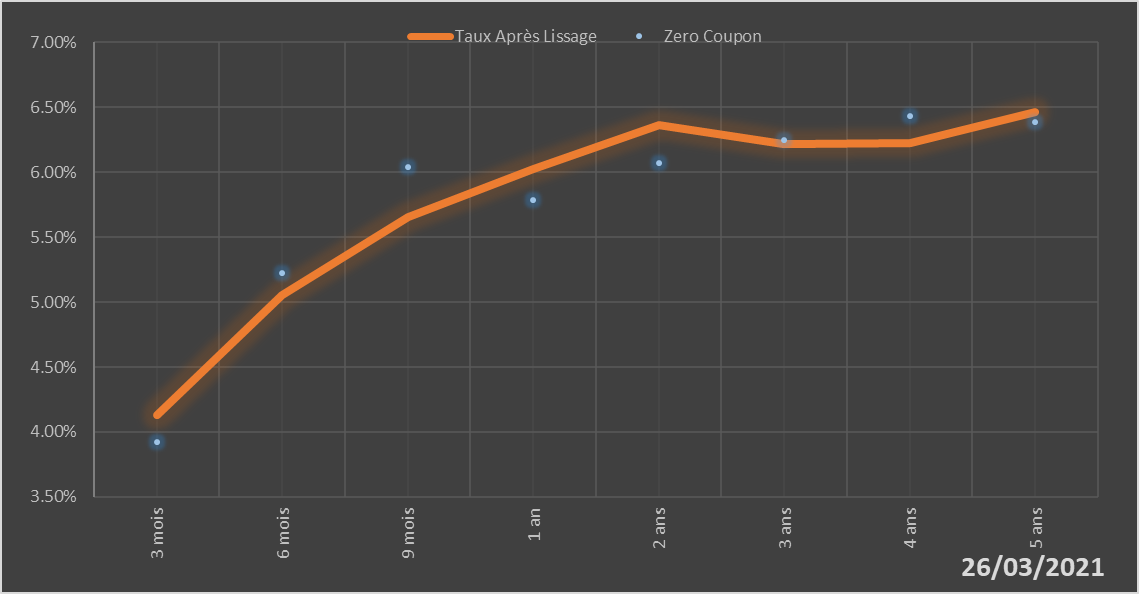 Taux Après Lissage
Zero Coupon
7.00%
6.50%
6.00%
5.50%
5.00%
4.50%
4.00%
3.50%
3 mois
6 mois
9 mois
1 an
2 ans
3 ans
4 ans
5 ans
26/03/2021